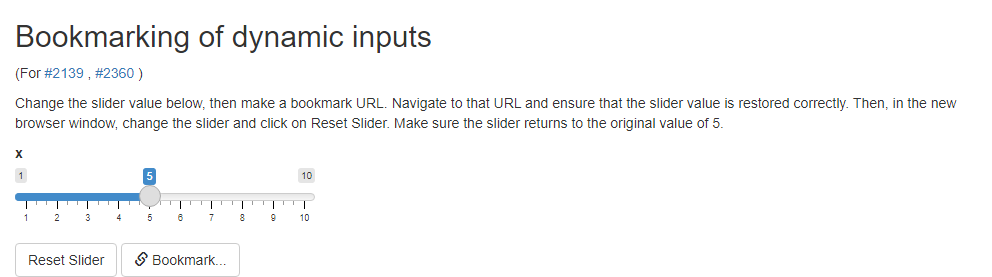 Bookmarking of dynamic inputs
(For #2139 , #2360 )
Change the slider value below, then make a bookmark URL. Navigate to that URL and ensure that the slider value is restored correctly. Then, in the new
browser window, change the slider and click on Reset Slider. Make sure the slider returns to the original value of 5.
x
1 5 10
1 2 3 4 5 6 7 8 9 10
Reset Slider Bookmark...